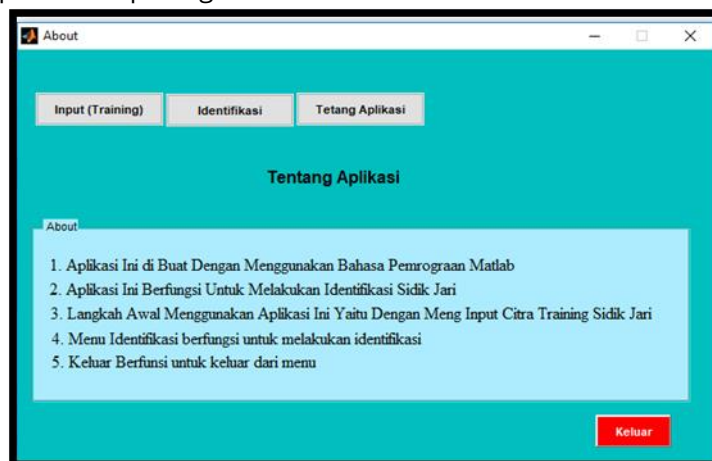 About
Input (Training)
Identifikasi
Tetang Aplikasi
Tentang Aplikasi
About
1. Aplikasi Ini di Buat Dengan Menggunakan Bahasa Pemrograan Matlab
2. Aplikasi Ini Berfungsi Untuk Melakukan Identifikasi Sidik Jari
3. Langkah Awal Menggunakan Aplikasi Ini Yaitu Dengan Meng Input Citra Training Sidik Jari
4. Menu Identifikasi berfungsi untuk melakukan identifikasi
5. Keluar Berfunsi untuk keluar dari menu
Keluar